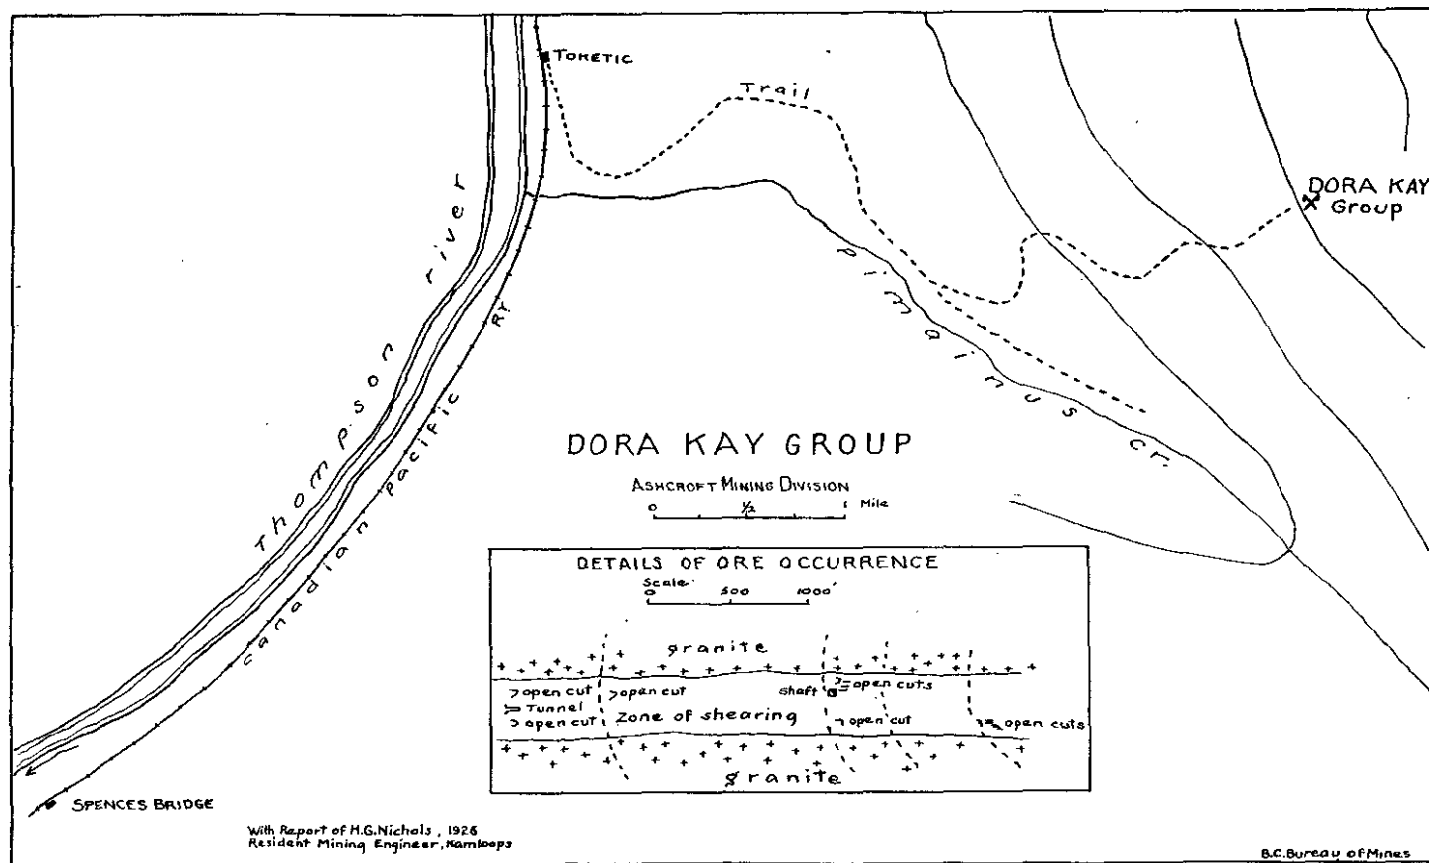 TOKETIC
Trail
DORA KAY
Group
Thompson river
Canadian pacific RY
Pimainus cr.
DORA KAY GROUP
ASHCROFT MINING DIVISION
0 1/2 1 Mile
DETAILS OF ORE OCCURRENCE
Scale
0 500 1000'
granite
open cut
open cut
shaft
open cuts
Tunnel
open cut
zone of shearing
open cut
open cuts
granite
SPENCES BRIDGE
With Report of H.G.Nichols, 1926
Resident Mining Engineer, Kamloops
B.C.Bureau of Mines